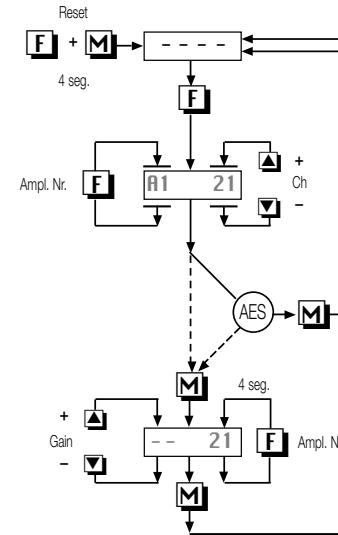 Reset
F + M - - - -
4 seg.
F
Ampl. Nr. F A1 21 + Ch -
AES M
M
4 seg.
+ Gain - - - 21 F Ampl. N
M